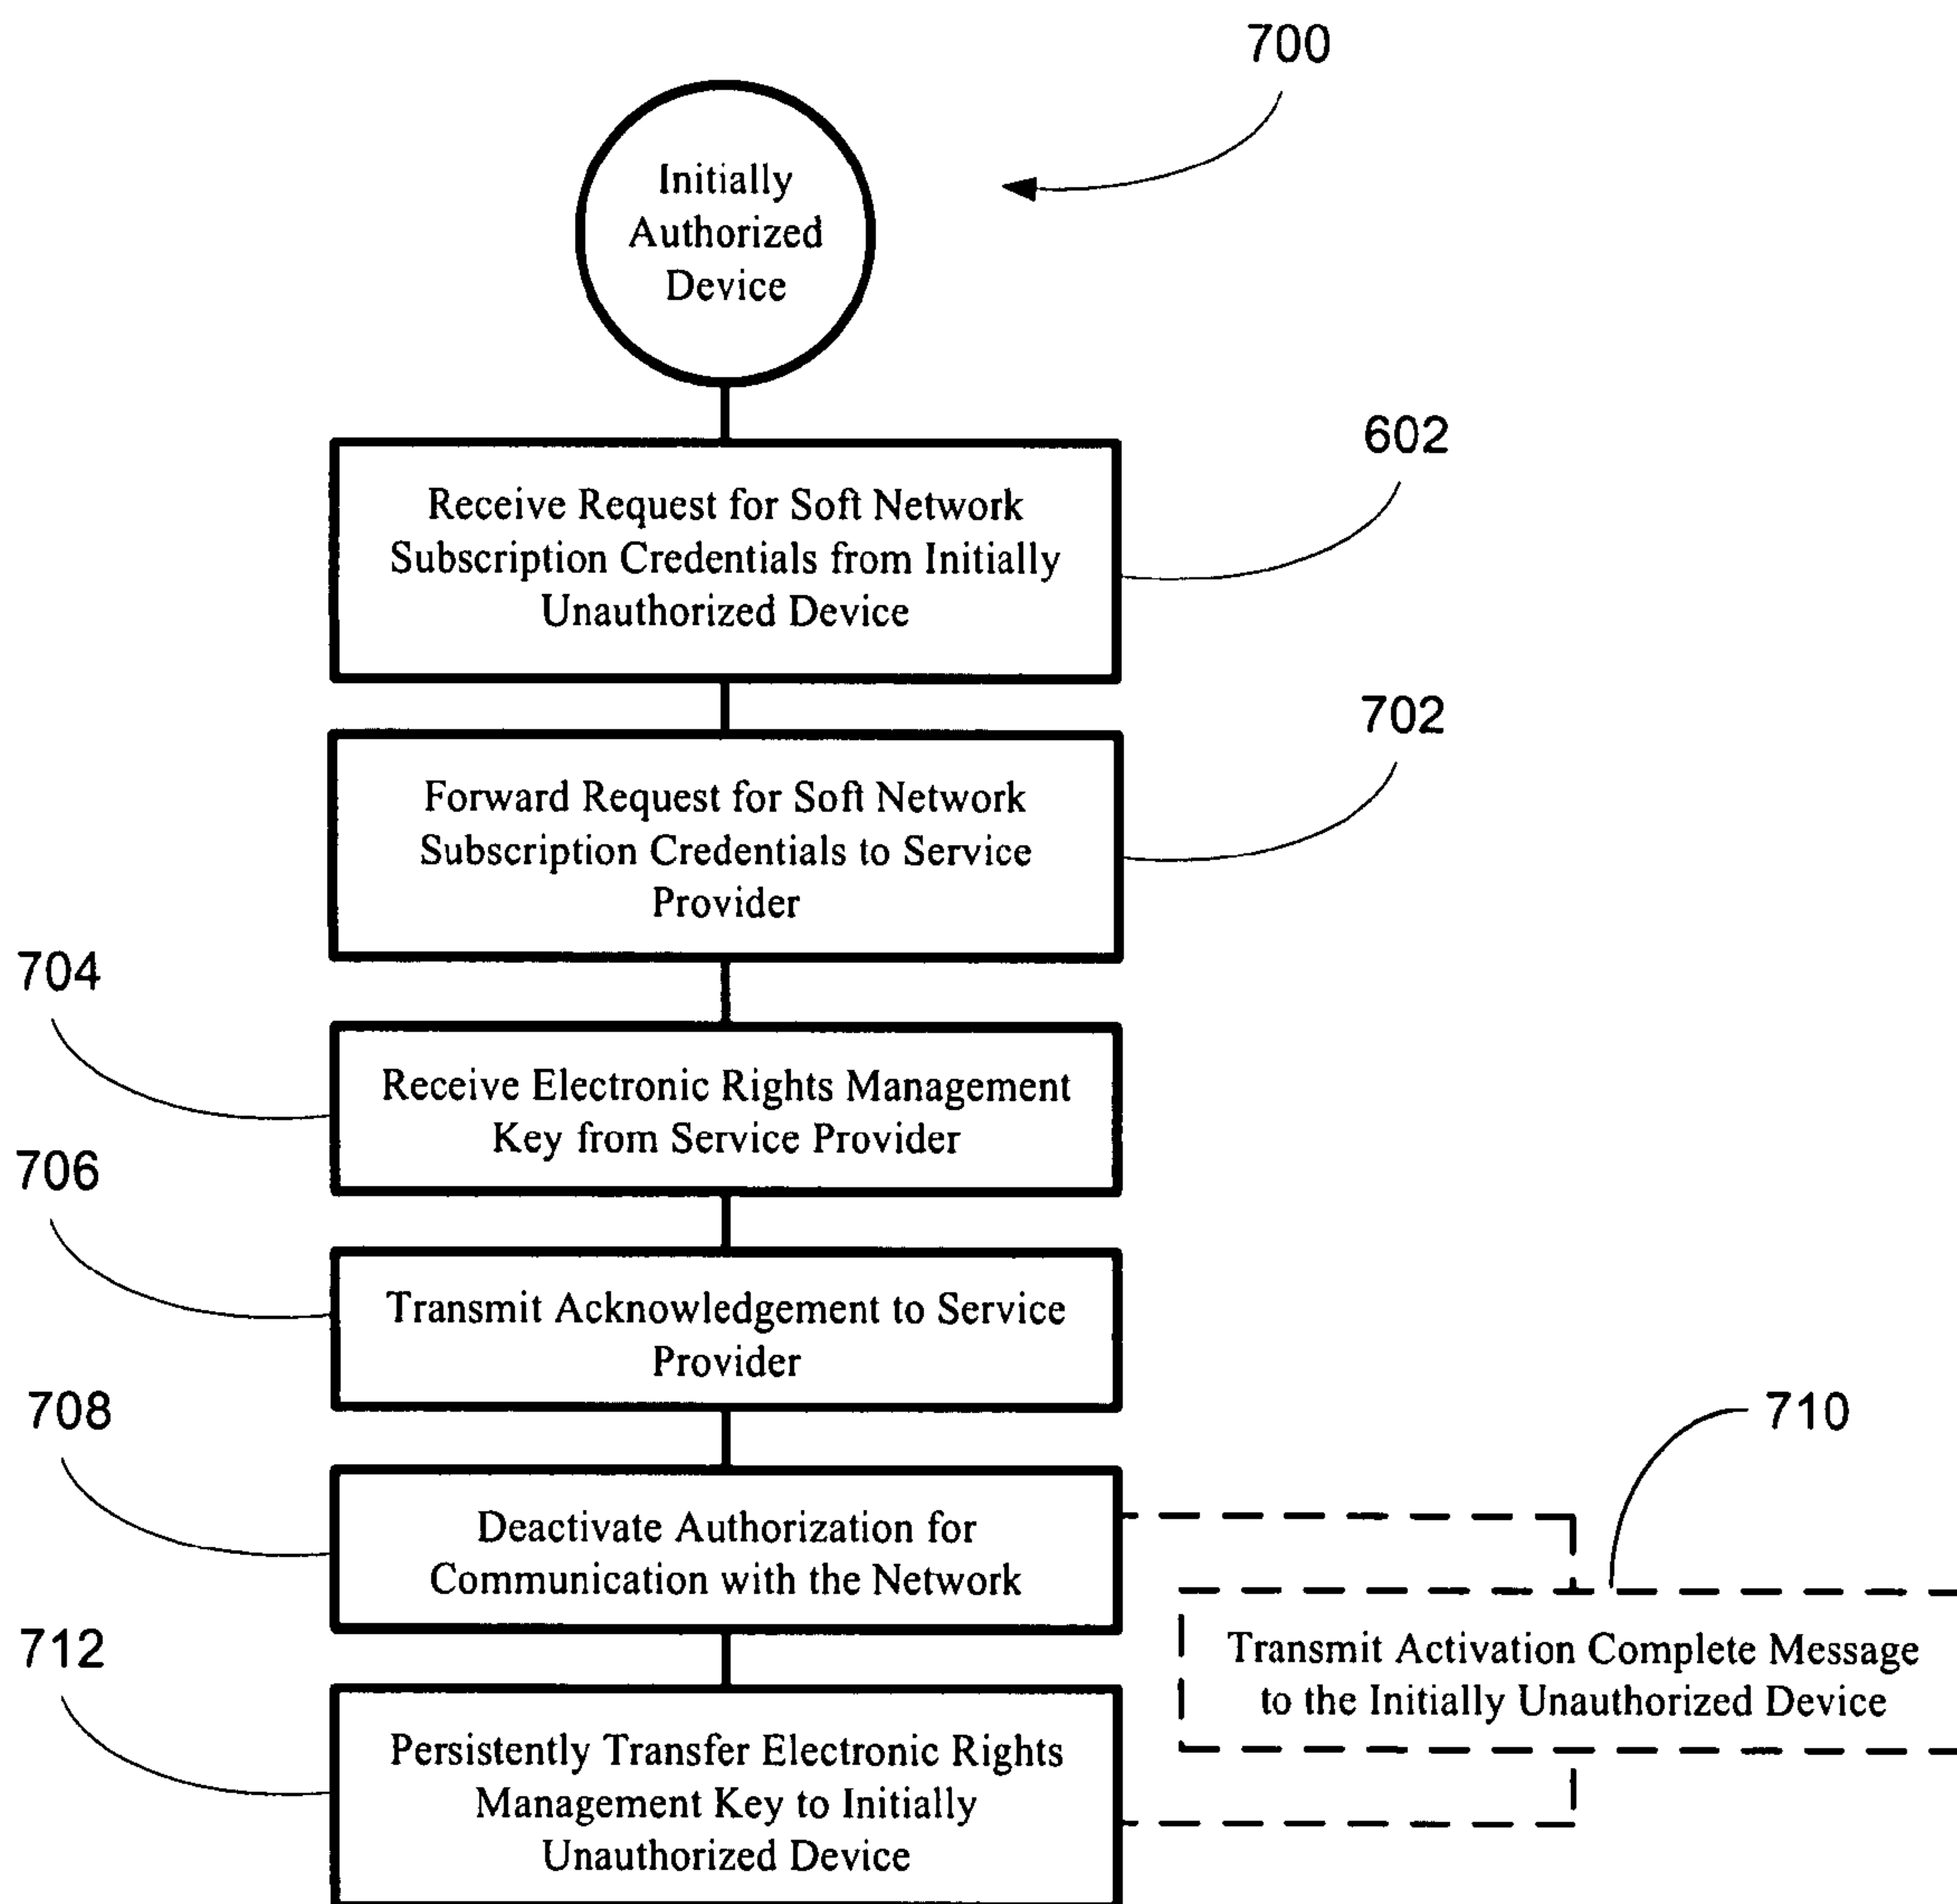 700
Initially
Authorized
Device
602
Receive Request for Soft Network
Subscription Credentials from Initially
Unauthorized Device
702
Forward Request for Soft Network
Subscription Credentials to Service
Provider
704
Receive Electronic Rights Management
Key from Service Provider
706
Transmit Acknowledgement to Service
Provider
708
Deactivate Authorization for
Communication with the Network
710
Transmit Activation Complete Message
to the Initially Unauthorized Device
712
Persistently Transfer Electronic Rights
Management Key to Initially
Unauthorized Device